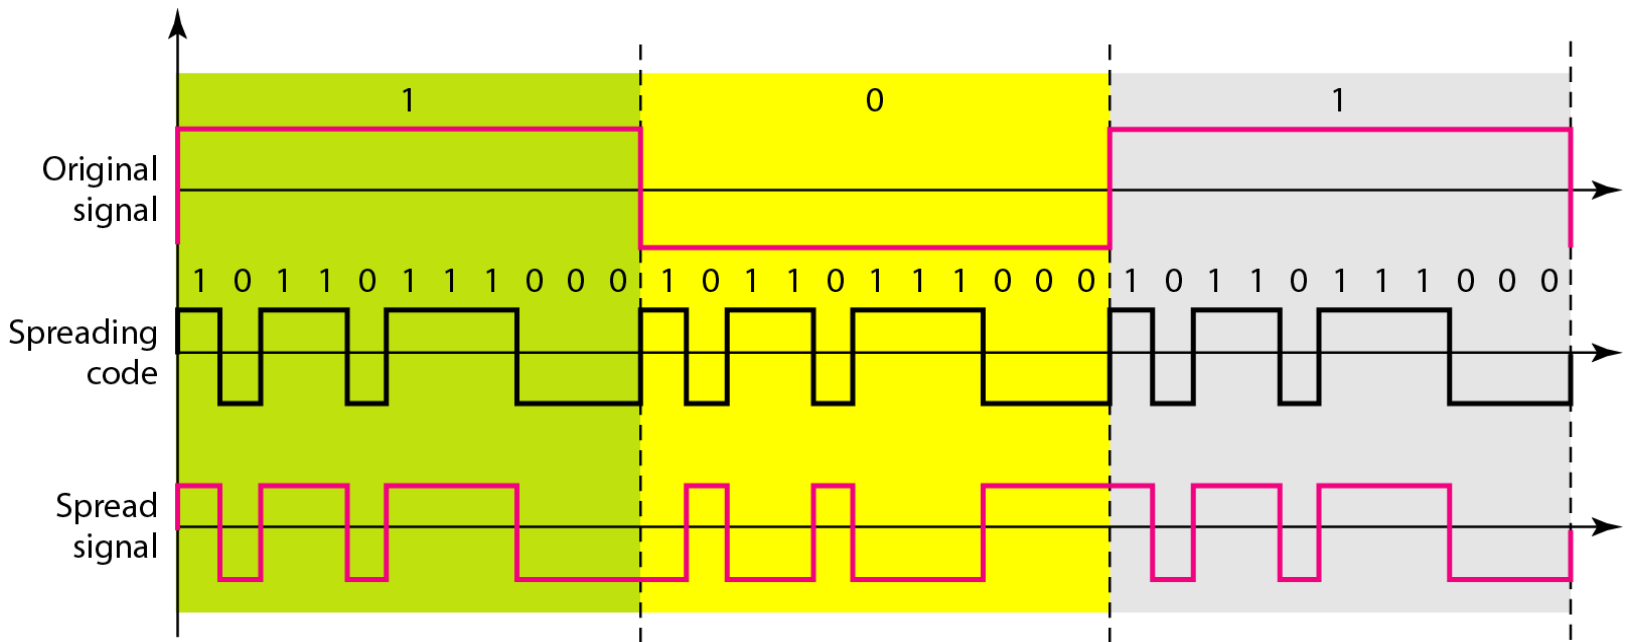 1 0 1
Original
signal
1 0 1 1 0 1 1 1 0 0 0 1 0 1 1 0 1 1 1 0 0 0 1 0 1 1 0 1 1 1 0 0 0
Spreading
code
Spread
signal